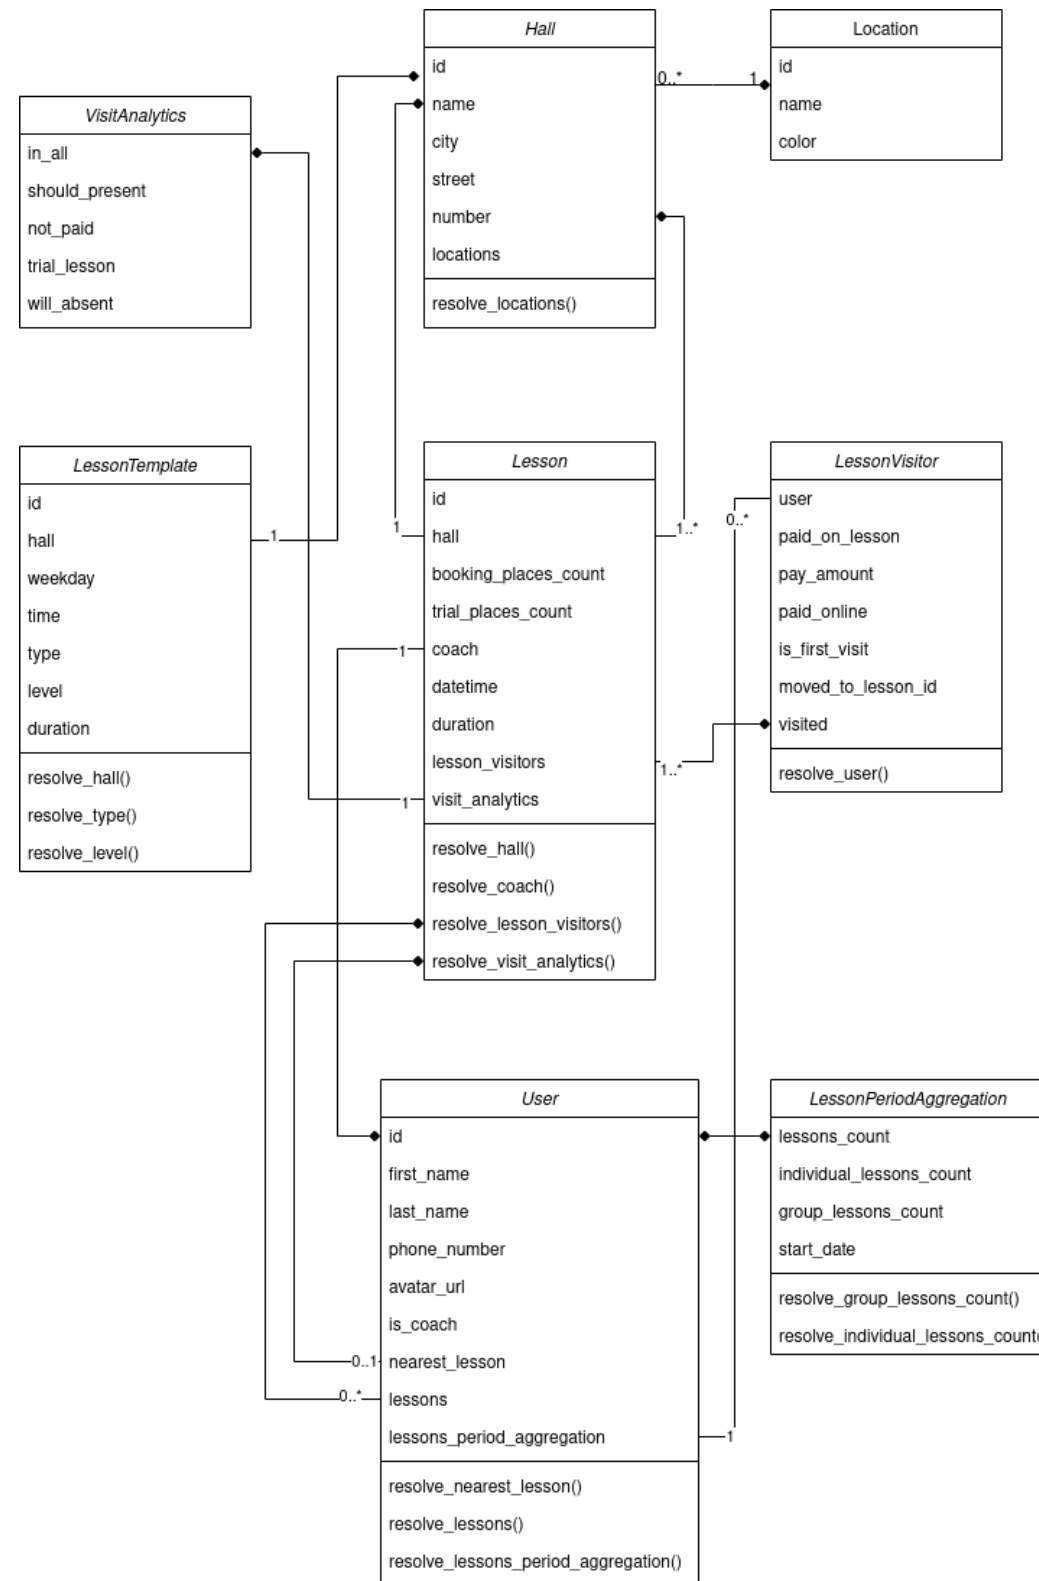 Hall
id
name
city
street
number
locations
resolve_locations()
0..*
1
Location
id
name
color
VisitAnalytics
in_all
should_present
not_paid
trial_lesson
will_absent
LessonTemplate
id
hall
weekday
time
type
level
duration
resolve_hall()
resolve_type()
resolve_level()
1
1
1
1
Lesson
id
hall
booking_places_count
trial_places_count
coach
datetime
duration
lesson_visitors
visit_analytics
resolve_hall()
resolve_coach()
resolve_lesson_visitors()
resolve_visit_analytics()
1..*
1..*
0..*
LessonVisitor
user
paid_on_lesson
pay_amount
paid_online
is_first_visit
moved_to_lesson_id
visited
resolve_user()
User
id
first_name
last_name
phone_number
avatar_url
is_coach
nearest_lesson
lessons
lessons_period_aggregation
resolve_nearest_lesson()
resolve_lessons()
resolve_lessons_period_aggregation()
0..1
0..*
1
LessonPeriodAggregation
lessons_count
individual_lessons_count
group_lessons_count
start_date
resolve_group_lessons_count()
resolve_individual_lessons_count(